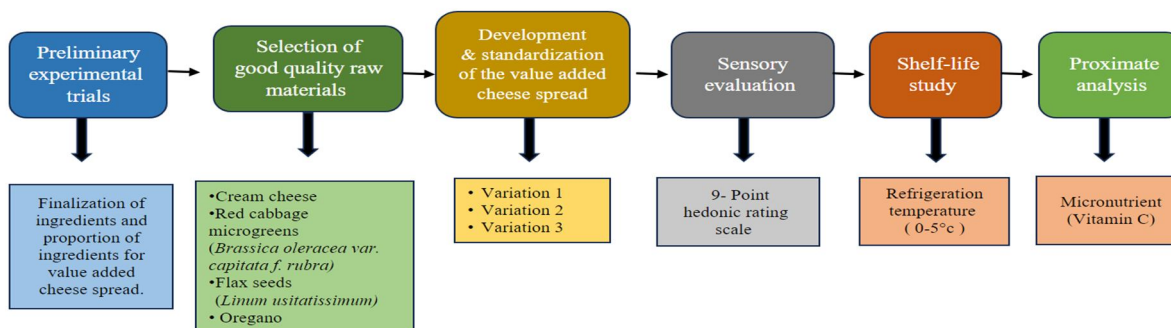 Preliminary
experimental
trials
Selection of
good quality raw
materials
Development
& standardization
of the value added
cheese spread
Sensory
evaluation
Shelf-life
study
Proximate
analysis
Finalization of
ingredients and
proportion of
ingredients for
value added
cheese spread.
•Cream cheese
•Red cabbage
microgreens
(Brassica oleracea var.
capitata f. rubra)
•Flax seeds
(Linum usitatissimum)
• Oregano
• Variation 1
• Variation 2
• Variation 3
9- Point
hedonic rating
scale
Refrigeration
temperature
( 0-5°c )
Micronutrient
(Vitamin C)